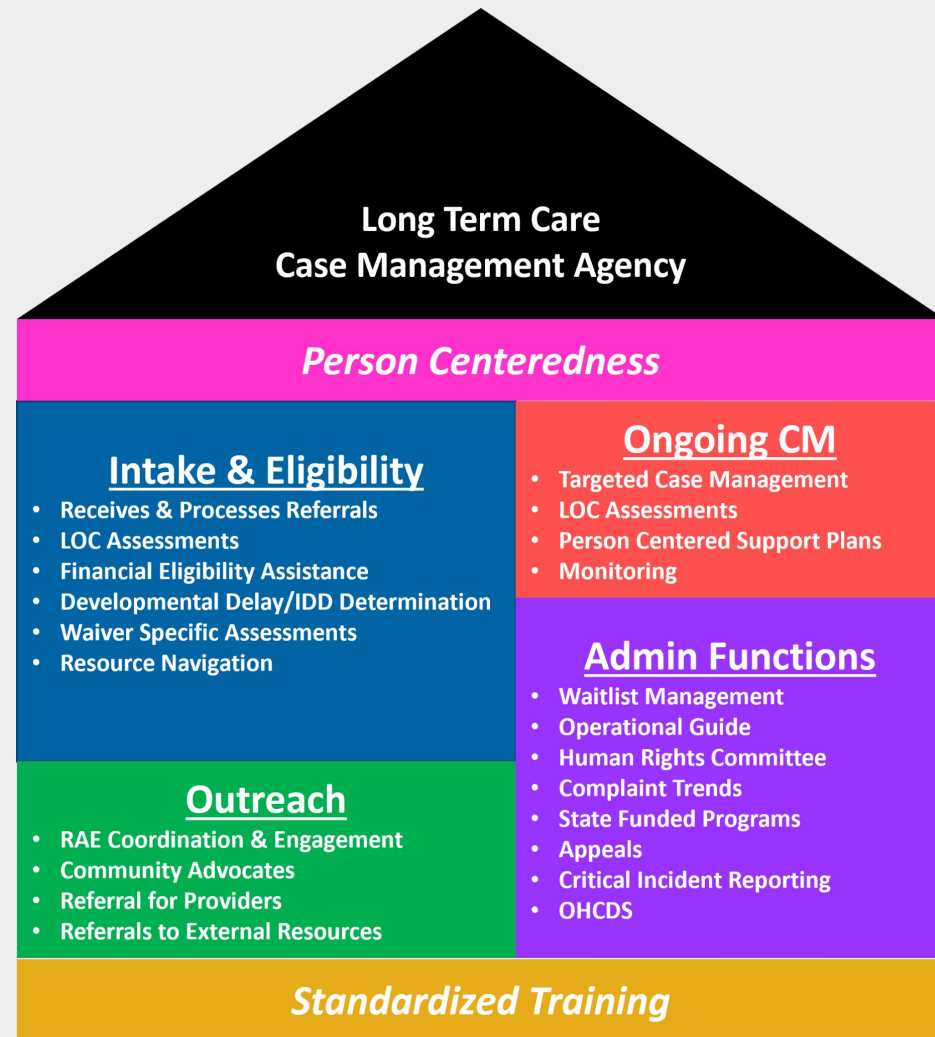 Long Term Care
Case Management Agency
Person Centeredness
Intake & Eligibility
• Receives & Processes Referrals
• LOC Assessments
• Financial Eligibility Assistance
• Developmental Delay/IDD Determination
• Waiver Specific Assessments
• Resource Navigation
Outreach
• RAE Coordination & Engagement
• Community Advocates
• Referral for Providers
• Referrals to External Resources
Ongoing CM
• Targeted Case Management
• LOC Assessments
• Person Centered Support Plans
• Monitoring
Admin Functions
• Waitlist Management
• Operational Guide
• Human Rights Committee
• Complaint Trends
• State Funded Programs
• Appeals
• Critical Incident Reporting
• OHCDS
Standardized Training